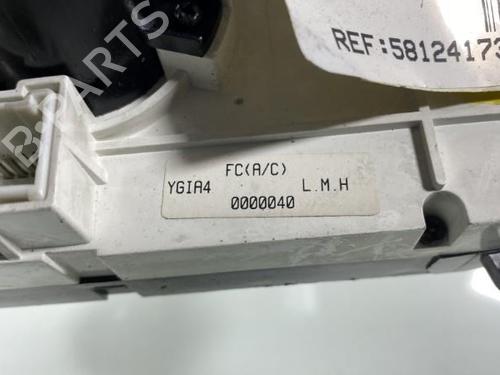 REF:58124173
FC(A/C)
YGIA4 L.M.H
0000040
B-PARTS